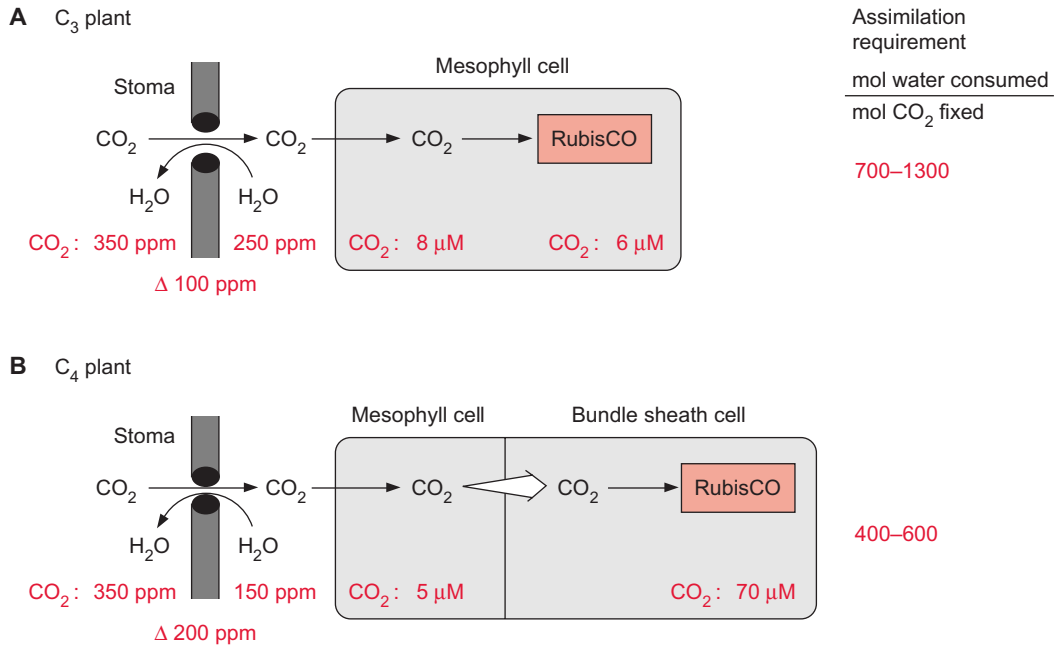 A C₃ plant
Assimilation
requirement
mol water consumed
mol CO₂ fixed
Stoma
Mesophyll cell
CO₂ CO₂ CO₂ RubisCO
H₂O H₂O
700–1300
CO₂: 350 ppm 250 ppm CO₂: 8 μM CO₂: 6 μM
Δ 100 ppm
B C₄ plant
Mesophyll cell Bundle sheath cell
Stoma
CO₂ CO₂ CO₂ CO₂ RubisCO
H₂O H₂O
400–600
CO₂: 350 ppm 150 ppm CO₂: 5 μM CO₂: 70 μM
Δ 200 ppm